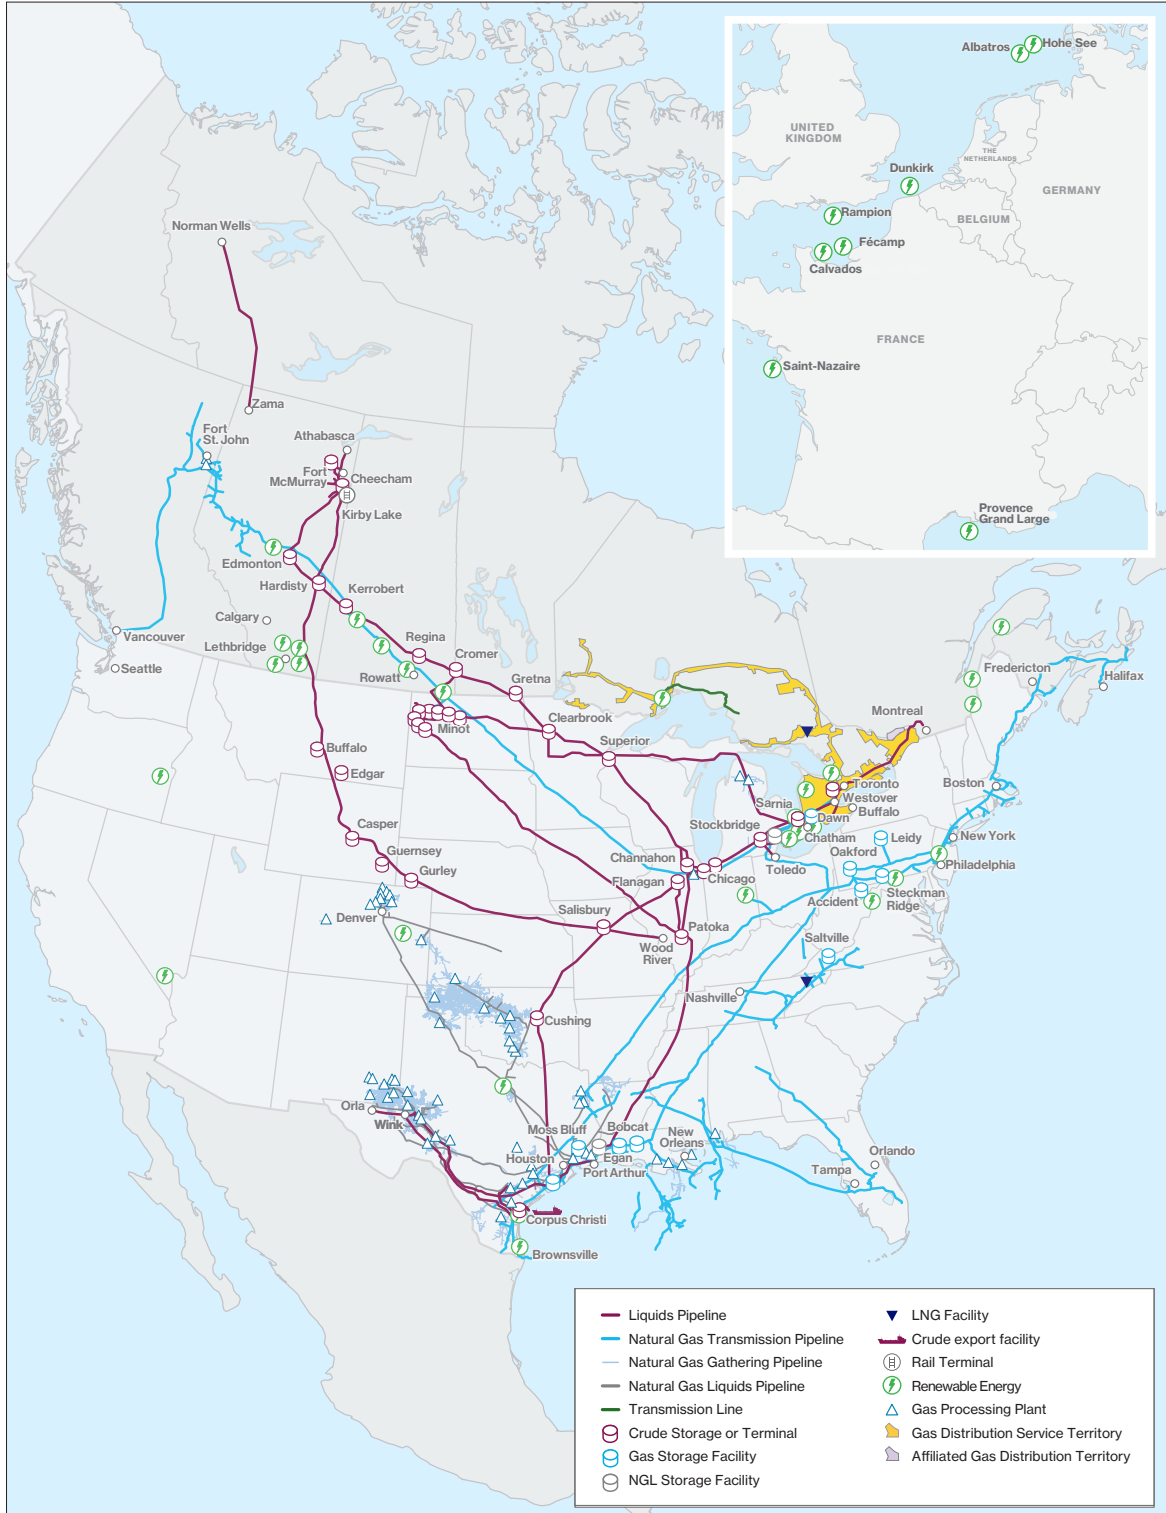 Albatros
Hohe See
UNITED
KINGDOM
THE
NETHERLANDS
Dunkirk
GERMANY
Rampion
BELGIUM
Fécamp
Calvados
FRANCE
Saint-Nazaire
Provence
Grand Large
Norman Wells
Zama
Fort
St. John
Athabasca
Fort
McMurray
Cheecham
Kirby Lake
Edmonton
Hardisty
Kerrobert
Calgary
Vancouver
Lethbridge
Regina
Cromer
Seattle
Rowatt
Gretna
Fredericton
Halifax
Montreal
Clearbrook
Minot
Superior
Buffalo
Edgar
Toronto
Westover
Buffalo
Boston
Sarnia
Dawn
Stockbridge
Chatham
Casper
Guernsey
Gurley
Channahon
Flanagan
Chicago
Toledo
Oakford
Leidy
New York
Philadelphia
Accident
Steckman
Ridge
Denver
Salisbury
Wood
River
Patoka
Saltville
Nashville
Cushing
Orla
Wink
Moss Bluff
Bobcat
New
Orleans
Houston
Egan
Port Arthur
Orlando
Tampa
Corpus Christi
Brownsville
Liquids Pipeline
Natural Gas Transmission Pipeline
Natural Gas Gathering Pipeline
Natural Gas Liquids Pipeline
Transmission Line
Crude Storage or Terminal
Gas Storage Facility
NGL Storage Facility
LNG Facility
Crude export facility
Rail Terminal
Renewable Energy
Gas Processing Plant
Gas Distribution Service Territory
Affiliated Gas Distribution Territory